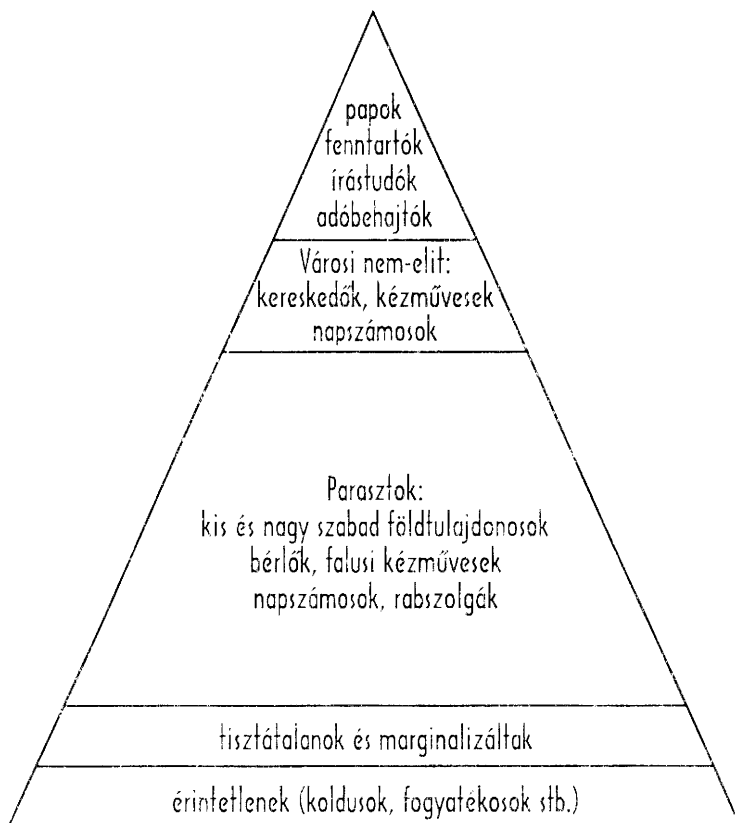 papok
fenntartók
írástudók
adóbehajtók
Városi nem-elit:
kereskedők, kézművesek
napszámosok
Parasztok:
kis és nagy szabad földtulajdonosok
bérlők, falusi kézművesek
napszámosok, rabszolgák
tisztátalanok és marginalizáltak
érintetlenek (koldusok, fogyatékosok stb.)